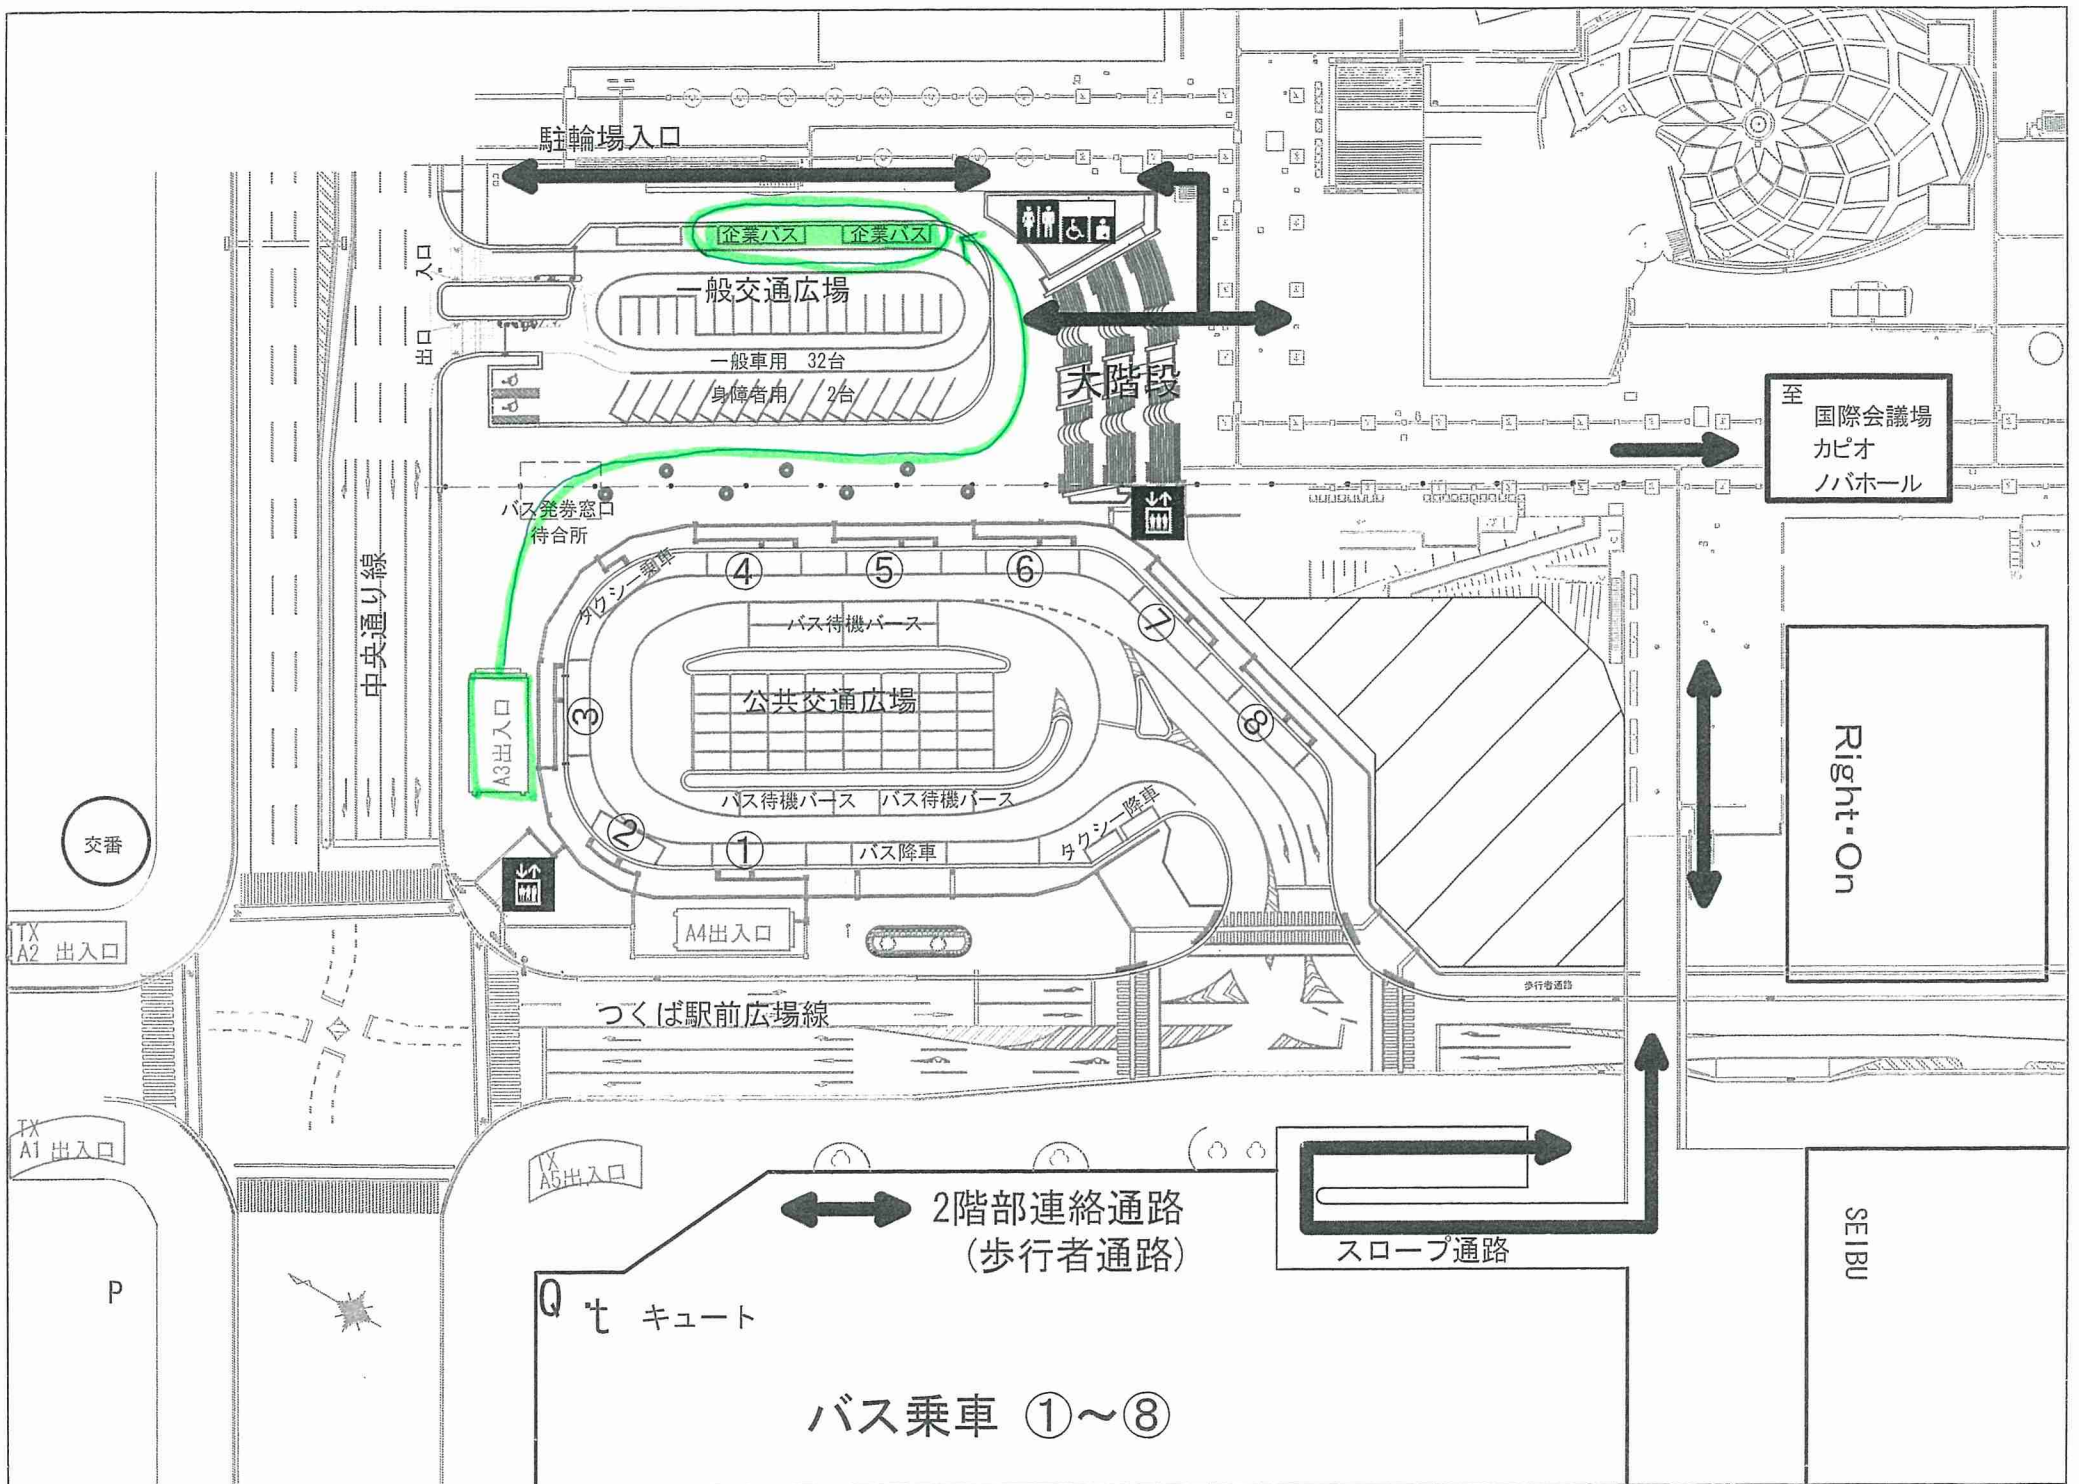 駐輪場入口
企業バス
企業バス
入口
一般交通広場
出口
一般車用 32台
身障者用 2台
大階段
至
国際会議場
カピオ
ノバホール
バス発券窓口
待合所
タクシー乗車
④
⑤
⑥
⑦
⑧
バス待機バース
中央通り線
公共交通広場
③
A3出入口
バス待機バース
バス待機バース
タクシー降車
②
①
バス降車
交番
Right・On
A4出入口
TX
A2 出入口
歩行者通路
つくば駅前広場線
TX
A1 出入口
TX
A5出入口
2階部連絡通路
(歩行者通路)
スロープ通路
SEIBU
P
Q't キュート
バス乗車 ①～⑧